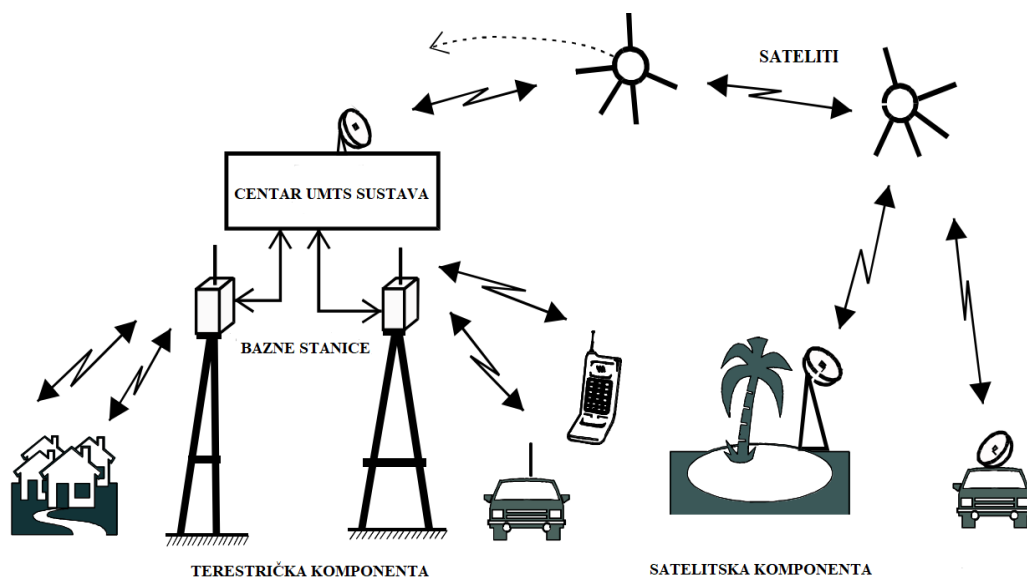 SATELITI
CENTAR UMTS SUSTAVA
BAZNE STANICE
TERESTRIČKA KOMPONENTA
SATELITSKA KOMPONENTA